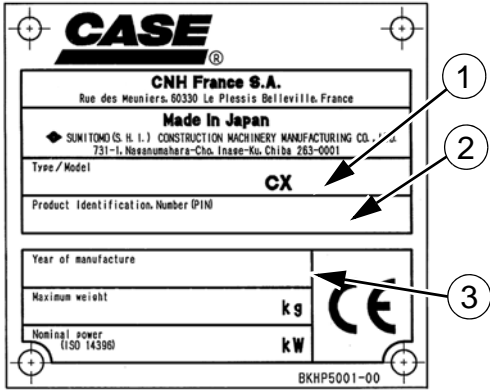 CASE
®
CNH France S.A.
Rue des Meuniers. 60330 Le Plessis Belleville. France
Made in Japan
SUMITOMO (S. H. I.) CONSTRUCTION MACHINERY MANUFACTURING CO.,
731-1, Naganumahara-Cho, Inage-Ku, Chiba 263-0001
Type/Model
CX
1
Product Identification. Number (PIN)
2
Year of manufacture
3
Maximum weight kg
Nominal power
(ISO 14396) kW
CE
BKHP5001-00